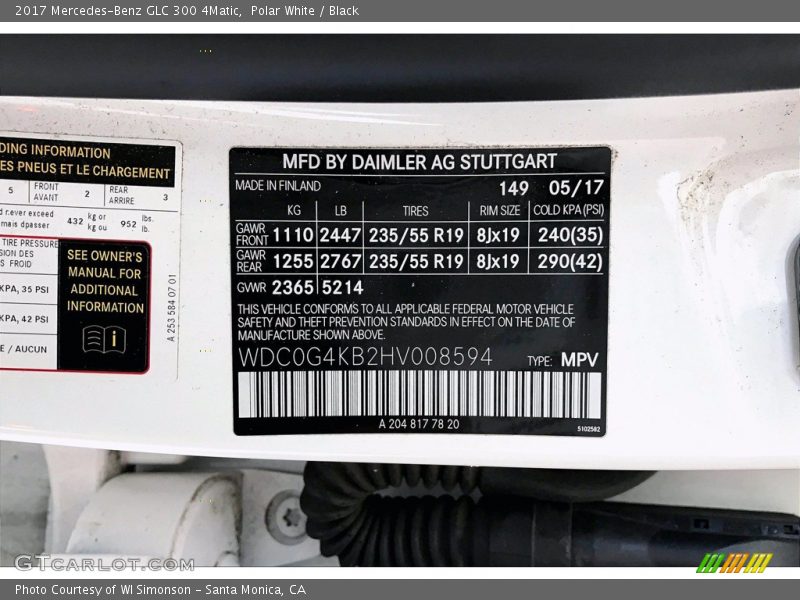 2017 Mercedes-Benz GLC 300 4Matic,  Polar White / Black
DING INFORMATION
ES PNEUS ET LE CHARGEMENT
5 FRONT AVANT 2 REAR ARRIERE 3
never exceed 432 kg or 952 lbs.
mais dpasser kg ou lb.
TIRE PRESSURE
SION DES
S FROID
KPA, 35 PSI
KPA, 42 PSI
E / AUCUN
SEE OWNER'S
MANUAL FOR
ADDITIONAL
INFORMATION
A 253 584 07 01
MFD BY DAIMLER AG STUTTGART
MADE IN FINLAND 149 05/17
KG LB TIRES RIM SIZE COLD KPA(PSI)
GAWR FRONT 1110 2447 235/55 R19 8Jx19 240(35)
GAWR REAR 1255 2767 235/55 R19 8Jx19 290(42)
GVWR 2365 5214
THIS VEHICLE CONFORMS TO ALL APPLICABLE FEDERAL MOTOR VEHICLE
SAFETY AND THEFT PREVENTION STANDARDS IN EFFECT ON THE DATE OF
MANUFACTURE SHOWN ABOVE.
WDC0G4KB2HV008594 TYPE: MPV
A 204 817 78 20
5102582
GTCarLot.com
Photo Courtesy of WI Simonson – Santa Monica, CA